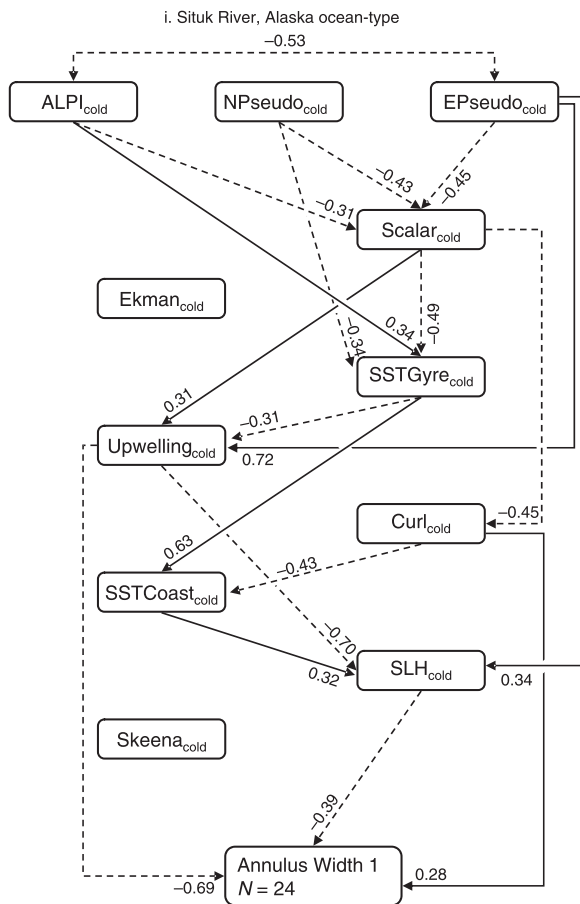 i. Situk River, Alaska ocean-type
–0.53
ALPIcold
NPseudocold
EPseudocold
–0.43
–0.45
–0.31
Scalarcold
Ekmancold
–0.49
0.34
–0.34
SSTGyrecold
0.31
–0.31
Upwellingcold
0.72
Curlcold
–0.45
0.63
–0.43
SSTCoastcold
–0.70
SLHcold
0.32
0.34
Skeenacold
–0.39
Annulus Width 1
N = 24
0.28
–0.69